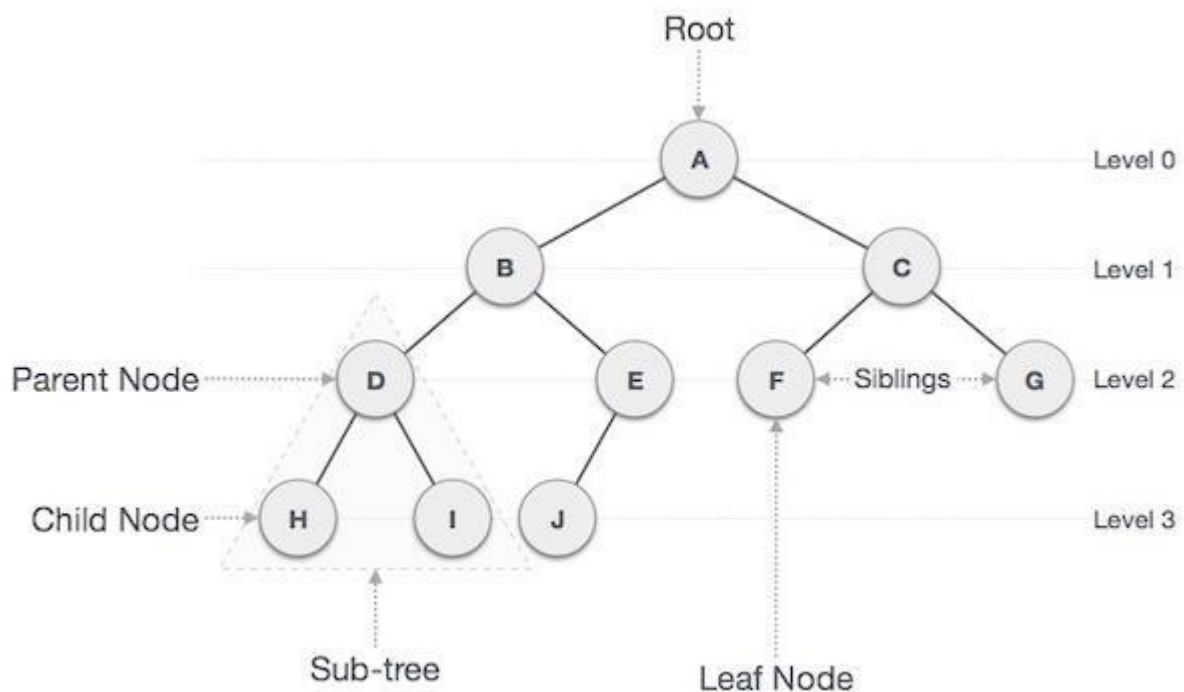 Root
A
Level 0
B
C
Level 1
Parent Node
D
E
F
Siblings
G
Level 2
Child Node
H
I
J
Level 3
Sub-tree
Leaf Node